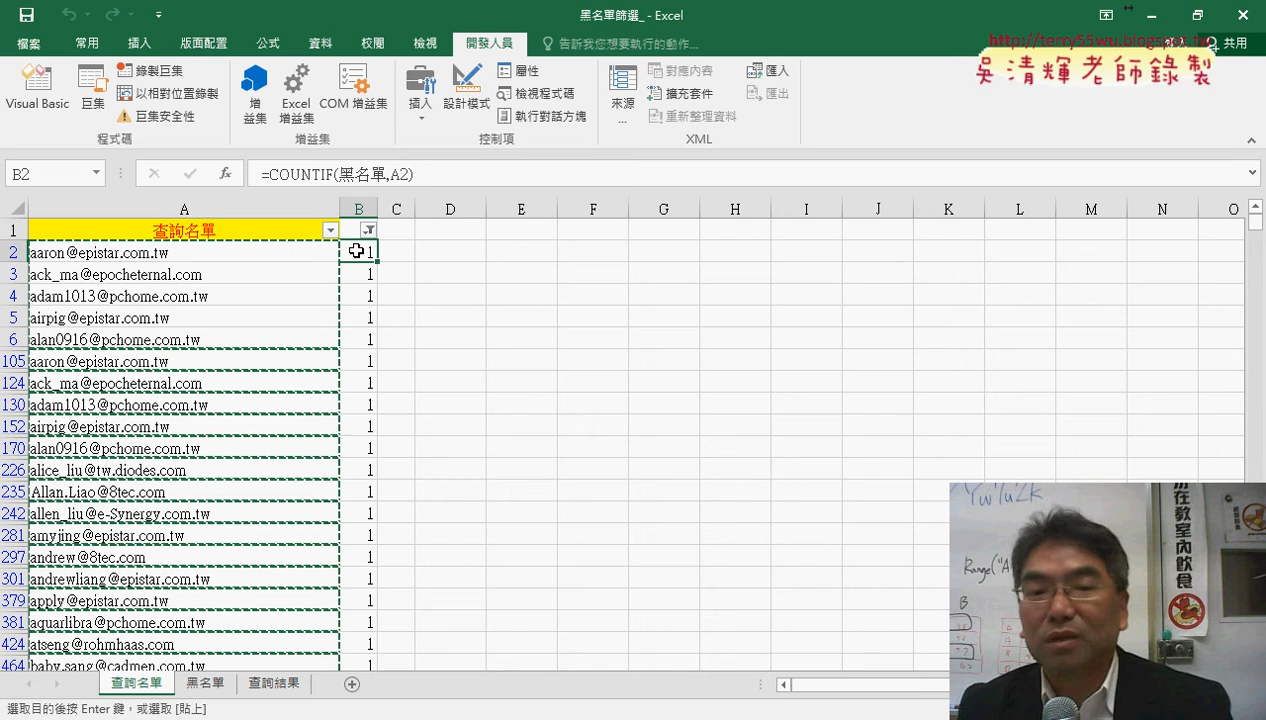 黑名單篩選_ - Excel
http://terry55wu.blogspot.tw
吳清輝老師錄製
檔案 常用 插入 版面配置 公式 資料 校閱 檢視 開發人員 告訴我您想要執行的動作... 共用
Visual Basic 巨集 錄製巨集 以相對位置錄製 巨集安全性
增益集 Excel 增益集 COM 增益集
插入 設計模式 屬性 檢視程式碼 執行對話方塊
來源... 對應內容 擴充套件 重新整理資料 匯入 匯出
程式碼 增益集 控制項 XML
B2 fx =COUNTIF(黑名單,A2)
A B C D E F G H I J K L M N O
1 查詢名單
2 aaron@epistar.com.tw 1
3 ack_ma@epocheternal.com 1
4 adam1013@pchome.com.tw 1
5 airpig@epistar.com.tw 1
6 alan0916@pchome.com.tw 1
105 aaron@epistar.com.tw 1
124 ack_ma@epocheternal.com 1
130 adam1013@pchome.com.tw 1
152 airpig@epistar.com.tw 1
170 alan0916@pchome.com.tw 1
226 alice_liu@tw.diodes.com 1
235 Allan.Liao@8tec.com 1
242 allen_liu@e-Synergy.com.tw 1
281 amyjing@epistar.com.tw 1
297 andrew@8tec.com 1
301 andrewliang@epistar.com.tw 1
379 apply@epistar.com.tw 1
381 aquarlibra@pchome.com.tw 1
424 atseng@rohmhaas.com 1
464 baby.sang@cadmen.com.tw 1
在教室內飲食
Range("A
B
查詢名單 黑名單 查詢結果
選取目的後按 Enter 鍵，或選取 [貼上]